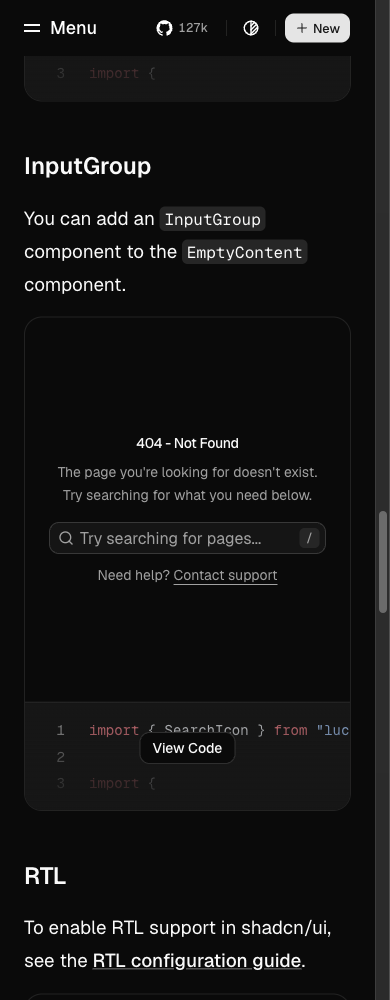 Menu
127k
+ New
3 import {
InputGroup
You can add an InputGroup
component to the EmptyContent
component.
404 - Not Found
The page you're looking for doesn't exist.
Try searching for what you need below.
Try searching for pages...
/
Need help? Contact support
1 import { SearchIcon } from "luc
View Code
2
3 import {
RTL
To enable RTL support in shadcn/ui,
see the RTL configuration guide.